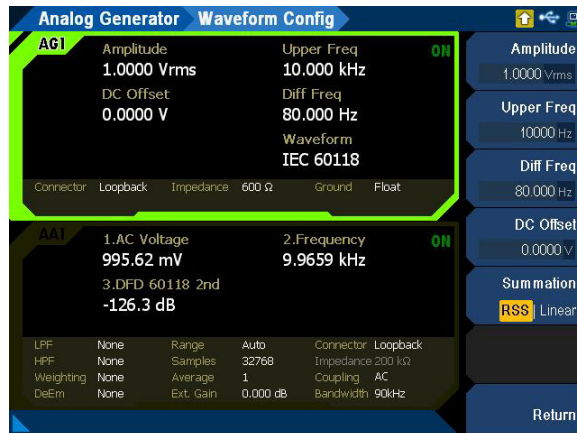 Analog Generator Waveform Config
AG1
Amplitude Upper Freq ON
1.0000 Vrms 10.000 kHz
DC Offset Diff Freq
0.0000 V 80.000 Hz
Waveform
IEC 60118
Connector Loopback Impedance 600 Ω Ground Float
AA1
1.AC Voltage 2.Frequency ON
995.62 mV 9.9659 kHz
3.DFD 60118 2nd
-126.3 dB
LPF None Range Auto Connector Loopback
HPF None Samples 32768 Impedance 200 kΩ
Weighting None Average 1 Coupling AC
DeEm None Ext. Gain 0.000 dB Bandwidth 90kHz
Amplitude
1.0000 Vrms
Upper Freq
10000 Hz
Diff Freq
80.000 Hz
DC Offset
0.0000 V
Summation
RSS | Linear
Return